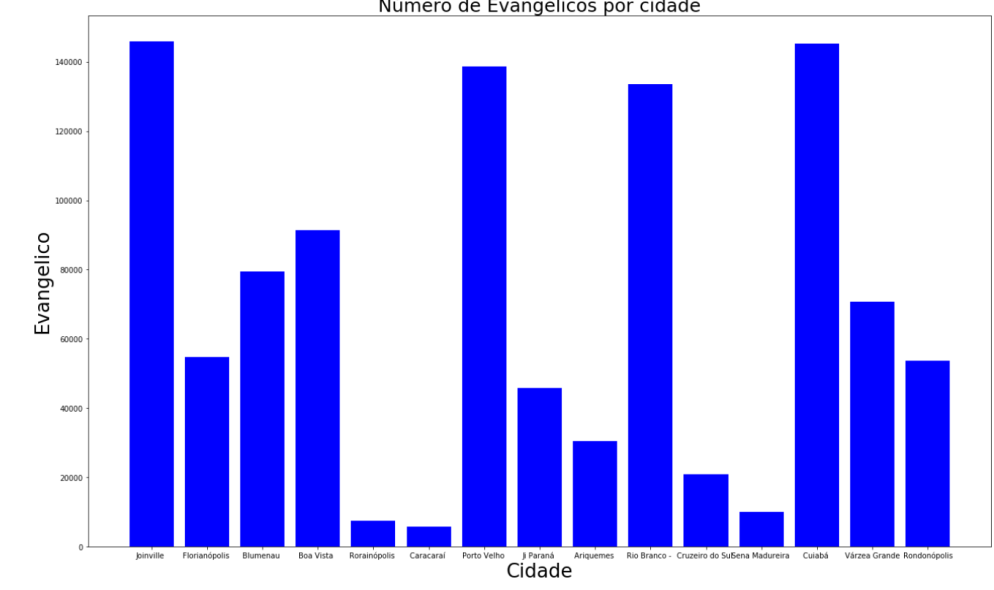 Número de Evangélicos por cidade
Evangelico
140000
120000
100000
80000
60000
40000
20000
0
Joinville Florianópolis Blumenau Boa Vista Rorainópolis Caracaraí Porto Velho Ji Paraná Ariquemes Rio Branco - Cruzeiro do Sul Sena Madureira Cuiabá Várzea Grande Rondonópolis
Cidade